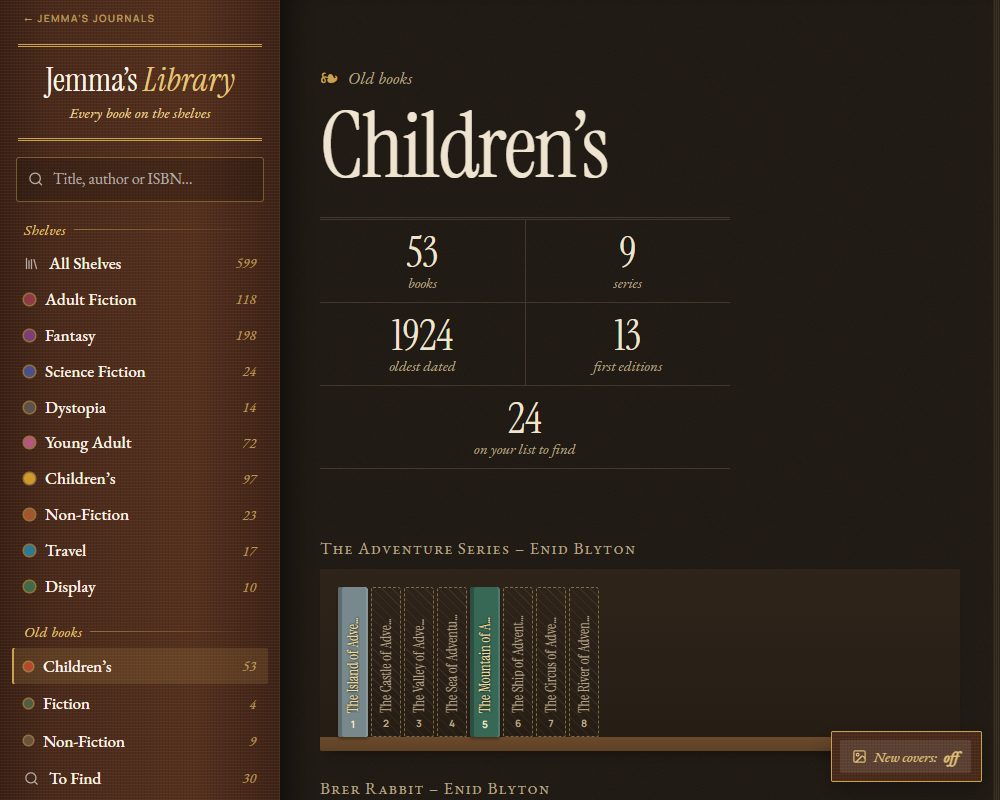 ← JEMMA'S JOURNALS
Jemma's Library
Every book on the shelves
Title, author or ISBN...
Shelves
All Shelves 599
Adult Fiction 118
Fantasy 198
Science Fiction 24
Dystopia 14
Young Adult 72
Children's 97
Non-Fiction 23
Travel 17
Display 10
Old books
Children's 53
Fiction 4
Non-Fiction 9
To Find 30
❧ Old books
Children's
53
books
9
series
1924
oldest dated
13
first editions
24
on your list to find
The Adventure Series – Enid Blyton
The Island of Adve... 1
The Castle of Adve... 2
The Valley of Adve... 3
The Sea of Adventu... 4
The Mountain of A... 5
The Ship of Advent... 6
The Circus of Adve... 7
The River of Adven... 8
Brer Rabbit – Enid Blyton
New covers: off